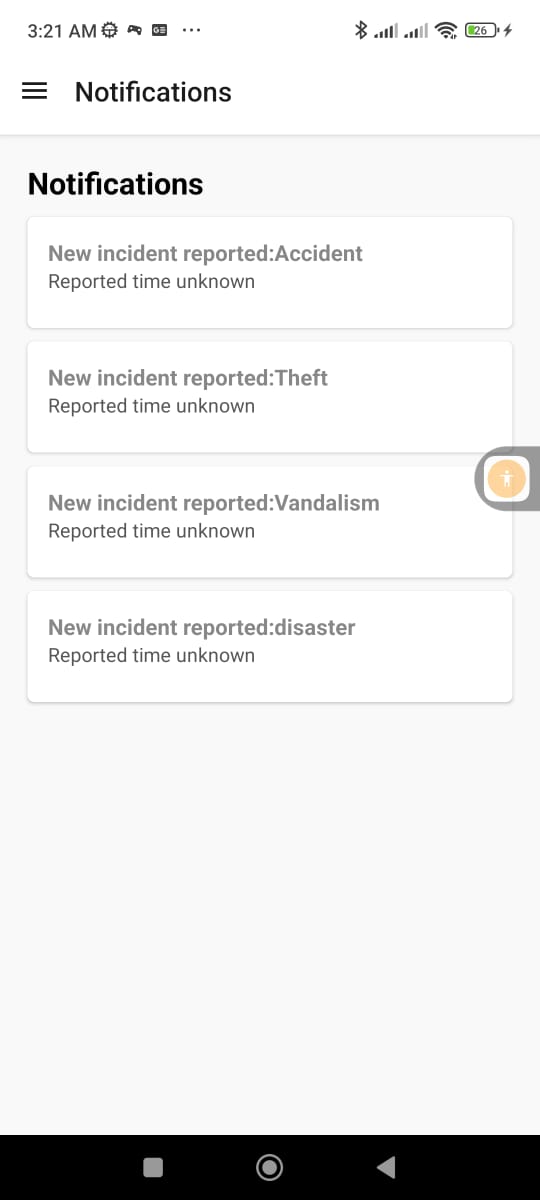 3:21 AM GE ...
26
Notifications
Notifications
New incident reported:Accident
Reported time unknown
New incident reported:Theft
Reported time unknown
New incident reported:Vandalism
Reported time unknown
New incident reported:disaster
Reported time unknown